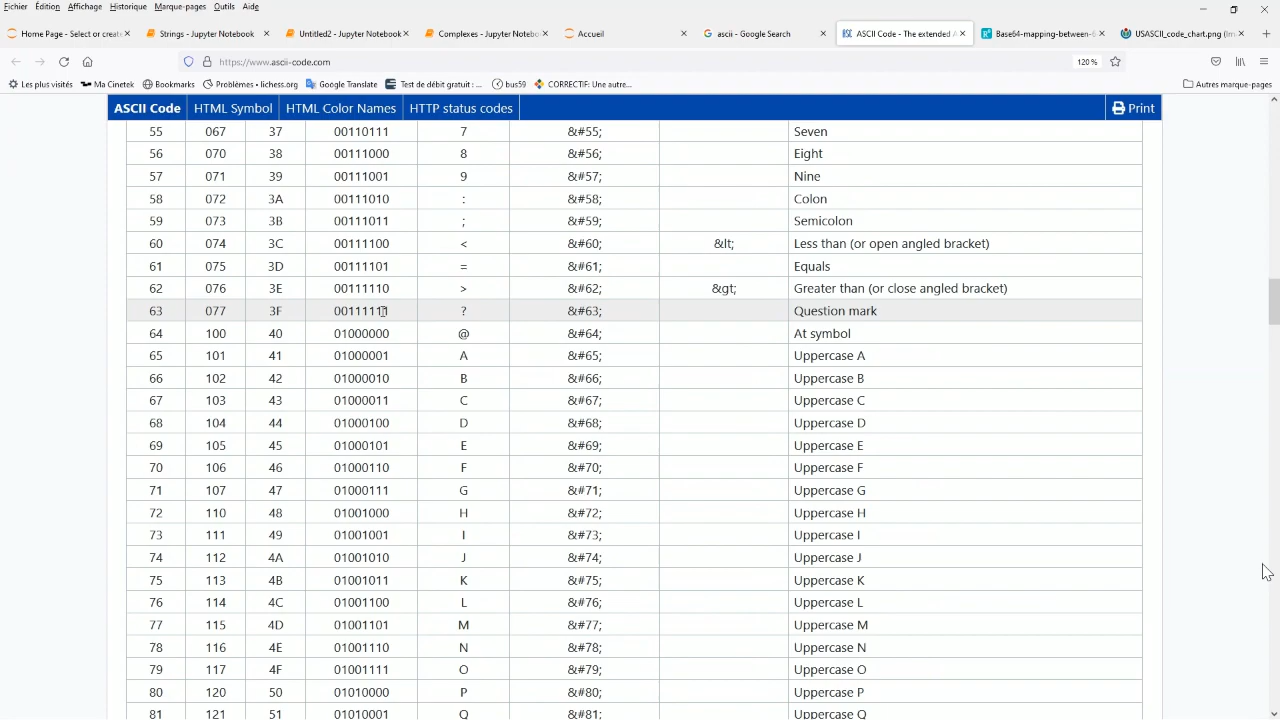 Fichier Édition Affichage Historique Marque-pages Outils Aide
Home Page - Select or create Strings - Jupyter Notebook Untitled2 - Jupyter Notebook Complexes - Jupyter Notebook Accueil ascii - Google Search ASCII Code - The extended A Base64-mapping-between-6 USASCII_code_chart.png (Im
https://www.ascii-code.com 120 %
Les plus visités Ma Cinetek Bookmarks Problèmes • lichess.org Google Translate Test de débit gratuit : ... bus59 CORRECTIF: Une autre... Autres marque-pages
ASCII Code HTML Symbol HTML Color Names HTTP status codes Print
55 067 37 00110111 7 &#55; Seven
56 070 38 00111000 8 &#56; Eight
57 071 39 00111001 9 &#57; Nine
58 072 3A 00111010 : &#58; Colon
59 073 3B 00111011 ; &#59; Semicolon
60 074 3C 00111100 < &#60; &lt; Less than (or open angled bracket)
61 075 3D 00111101 = &#61; Equals
62 076 3E 00111110 > &#62; &gt; Greater than (or close angled bracket)
63 077 3F 00111111 ? &#63; Question mark
64 100 40 01000000 @ &#64; At symbol
65 101 41 01000001 A &#65; Uppercase A
66 102 42 01000010 B &#66; Uppercase B
67 103 43 01000011 C &#67; Uppercase C
68 104 44 01000100 D &#68; Uppercase D
69 105 45 01000101 E &#69; Uppercase E
70 106 46 01000110 F &#70; Uppercase F
71 107 47 01000111 G &#71; Uppercase G
72 110 48 01001000 H &#72; Uppercase H
73 111 49 01001001 I &#73; Uppercase I
74 112 4A 01001010 J &#74; Uppercase J
75 113 4B 01001011 K &#75; Uppercase K
76 114 4C 01001100 L &#76; Uppercase L
77 115 4D 01001101 M &#77; Uppercase M
78 116 4E 01001110 N &#78; Uppercase N
79 117 4F 01001111 O &#79; Uppercase O
80 120 50 01010000 P &#80; Uppercase P
81 121 51 01010001 Q &#81; Uppercase Q